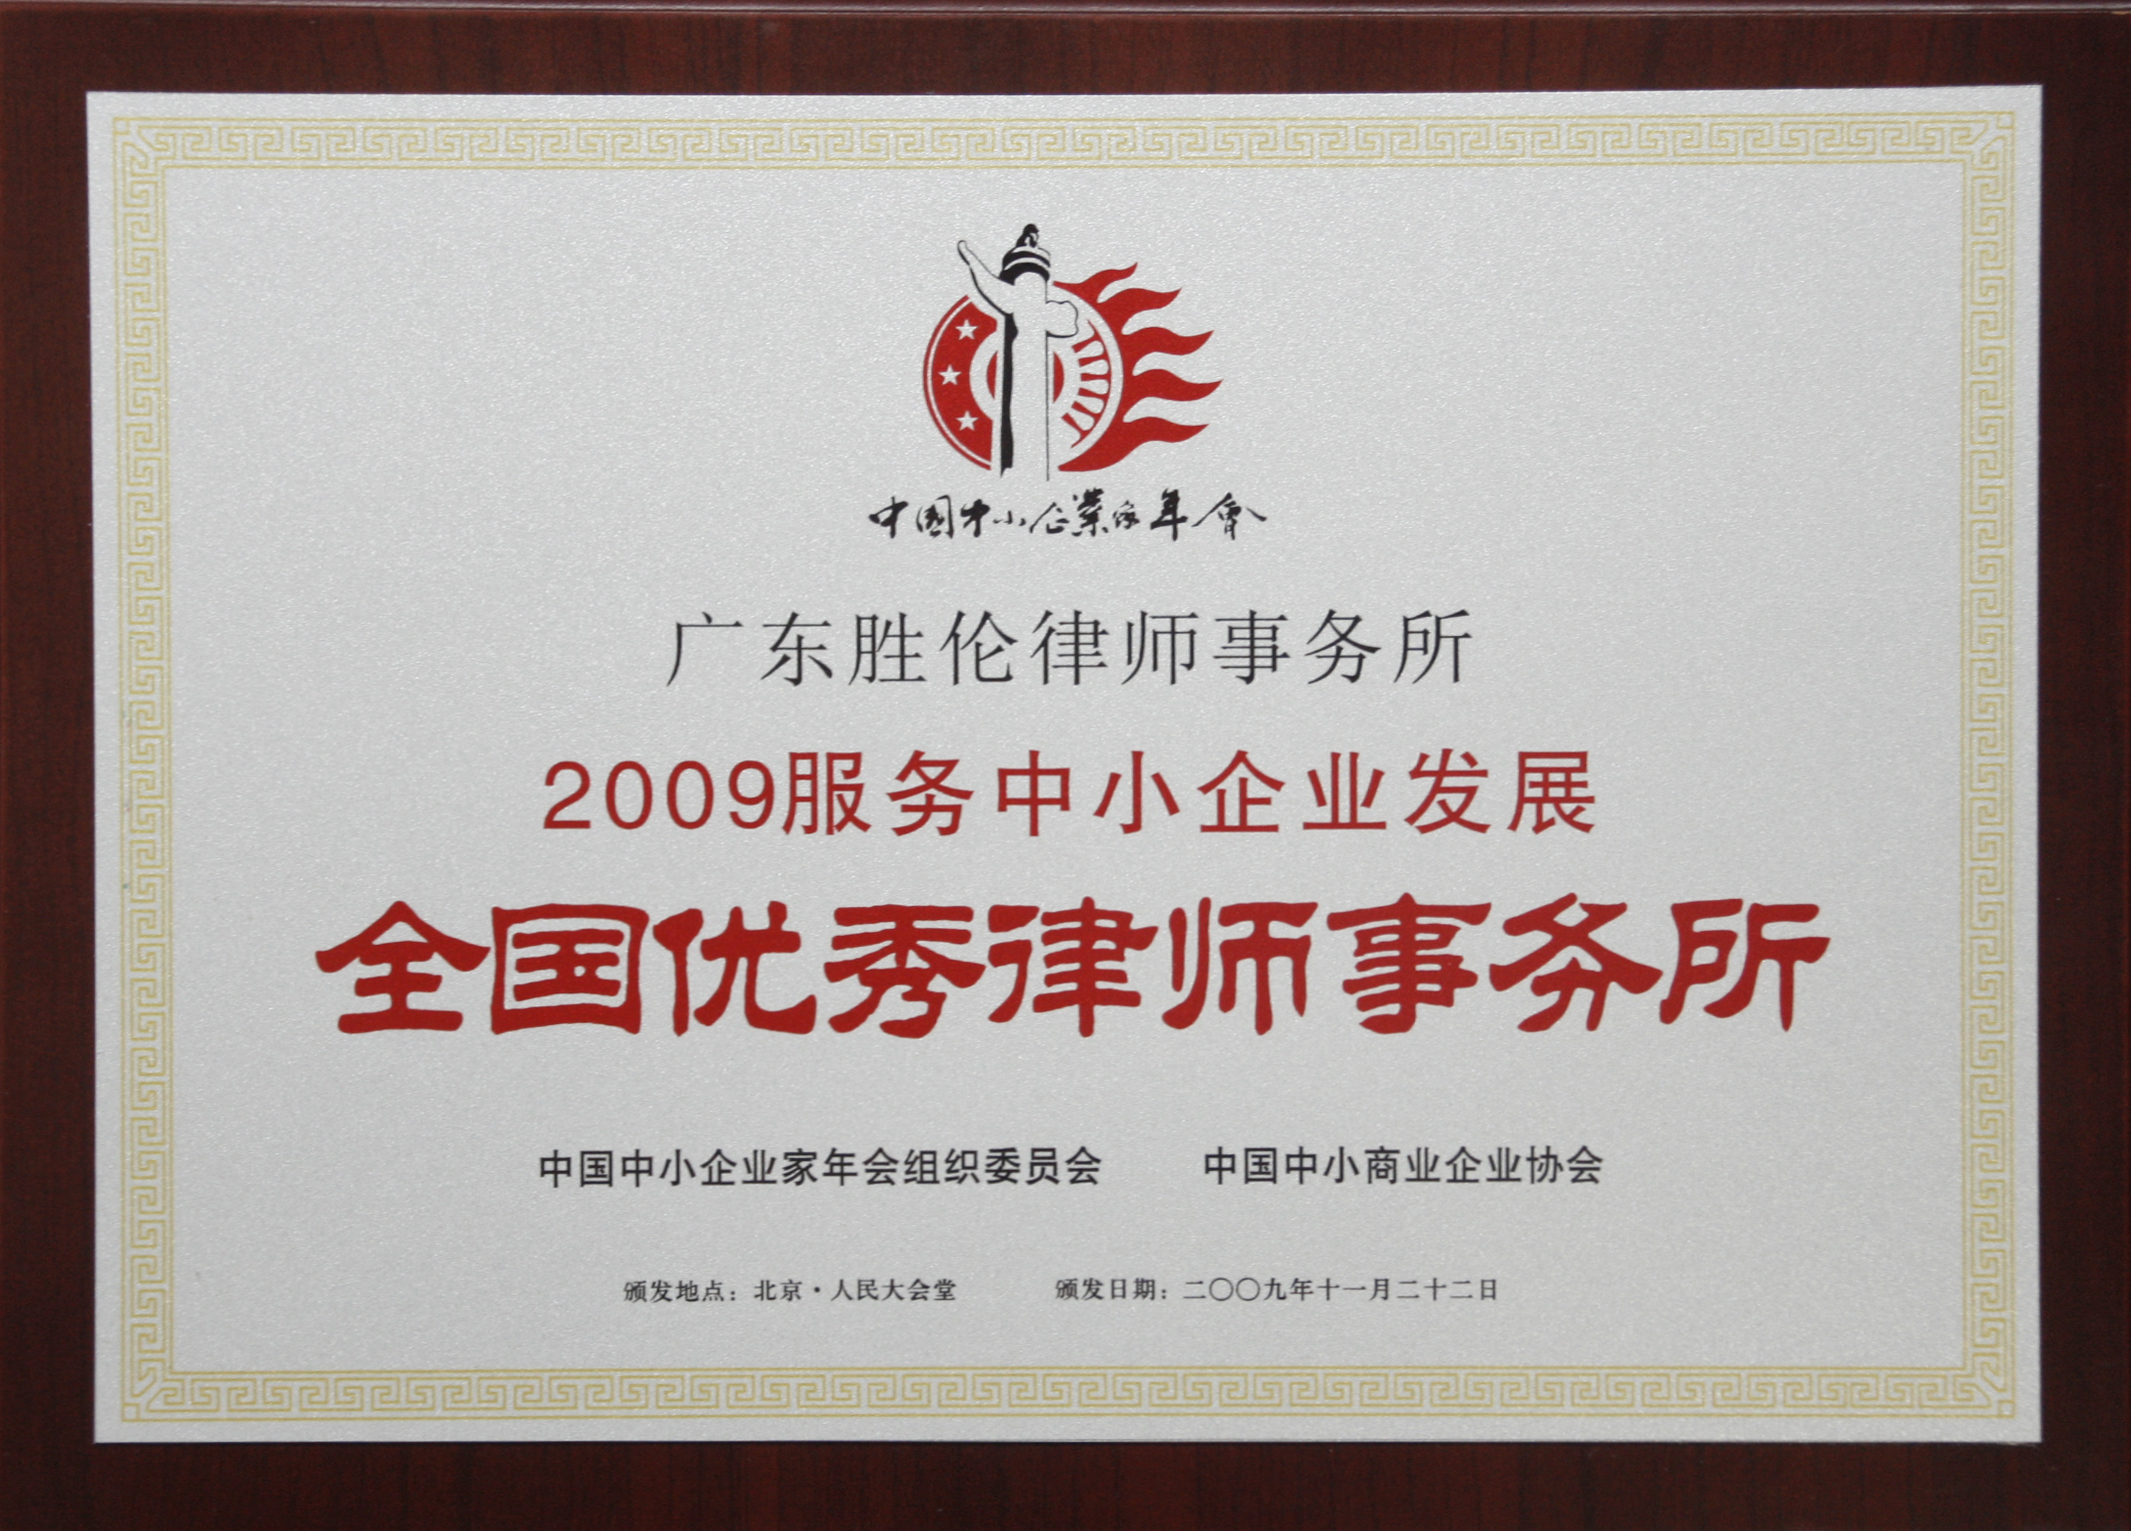 中国中小企業家年會
广东胜伦律师事务所
2009服务中小企业发展
全国优秀律师事务所
中国中小企业家年会组织委员会 中国中小商业企业协会
颁发地点：北京·人民大会堂 颁发日期：二〇〇九年十一月二十二日